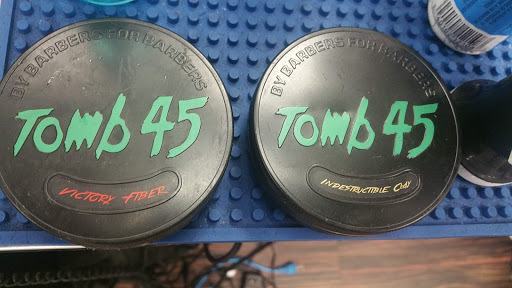 BY BARBERS FOR BARBERS
TOMB 45
VICTORY FIBER
BY BARBERS FOR BARBERS
TOMB 45
INDESTRUCTIBLE CLAY